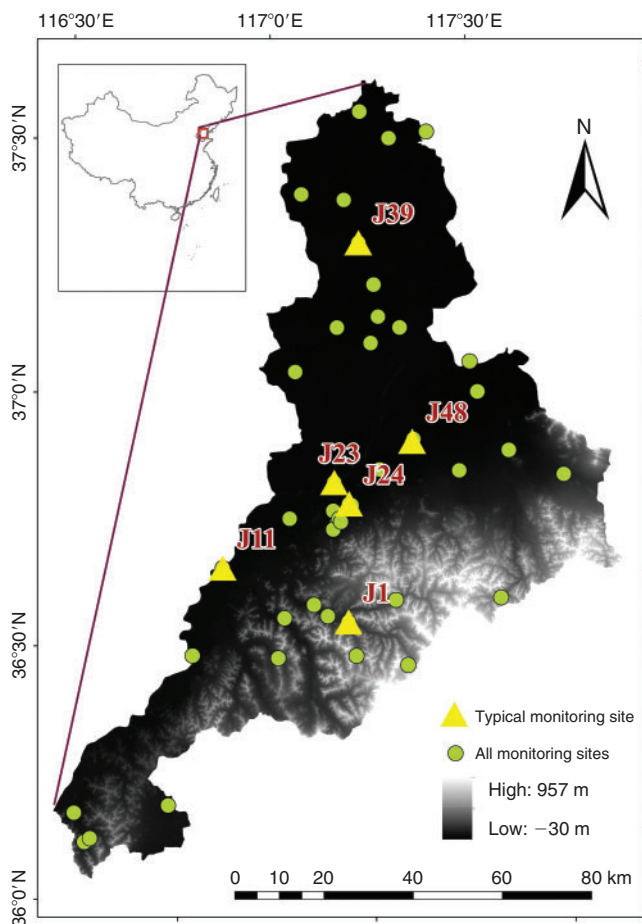 116°30′E
117°0′E
117°30′E
37°30′N
37°0′N
36°30′N
36°0′N
N
J39
J48
J23
J24
J11
J1
Typical monitoring site
All monitoring sites
High: 957 m
Low: −30 m
0 10 20 40 60 80 km